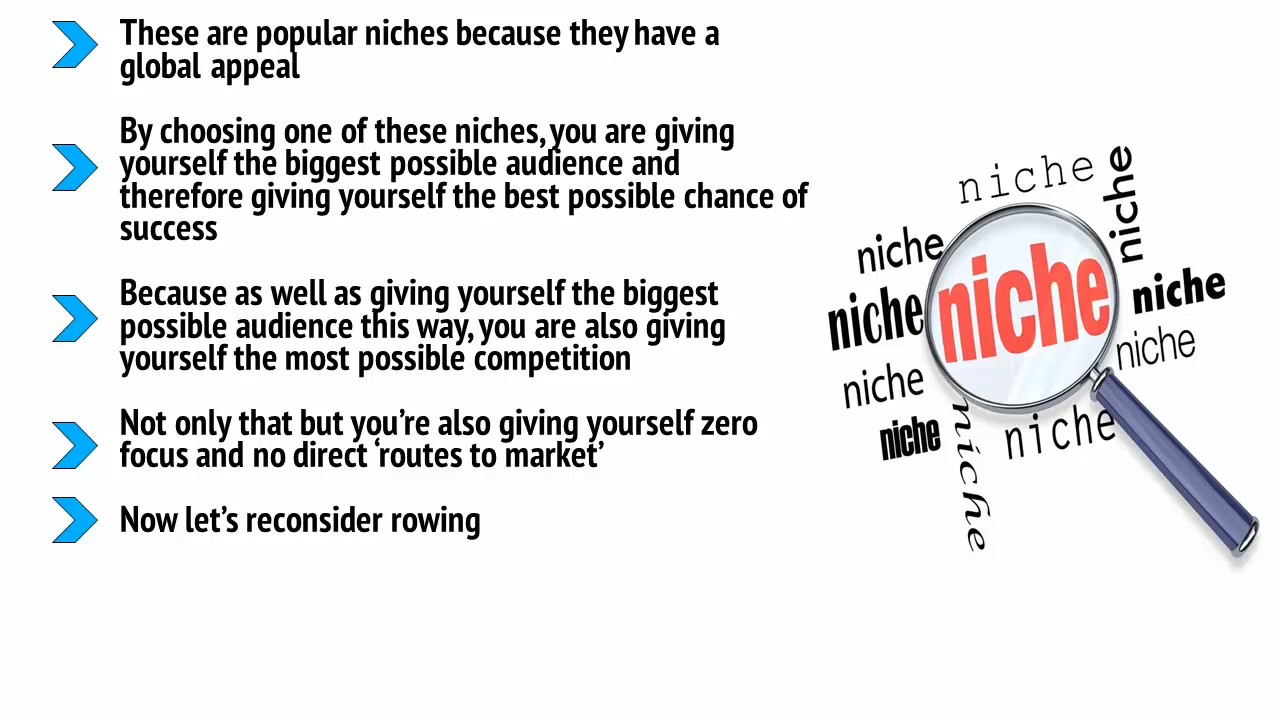 These are popular niches because they have a
global appeal
By choosing one of these niches, you are giving
yourself the biggest possible audience and
therefore giving yourself the best possible chance of
success
Because as well as giving yourself the biggest
possible audience this way, you are also giving
yourself the most possible competition
Not only that but you’re also giving yourself zero
focus and no direct ‘routes to market’
Now let’s reconsider rowing
niche
niche
niche
niche
niche
niche
niche
niche
niche
niche
niche